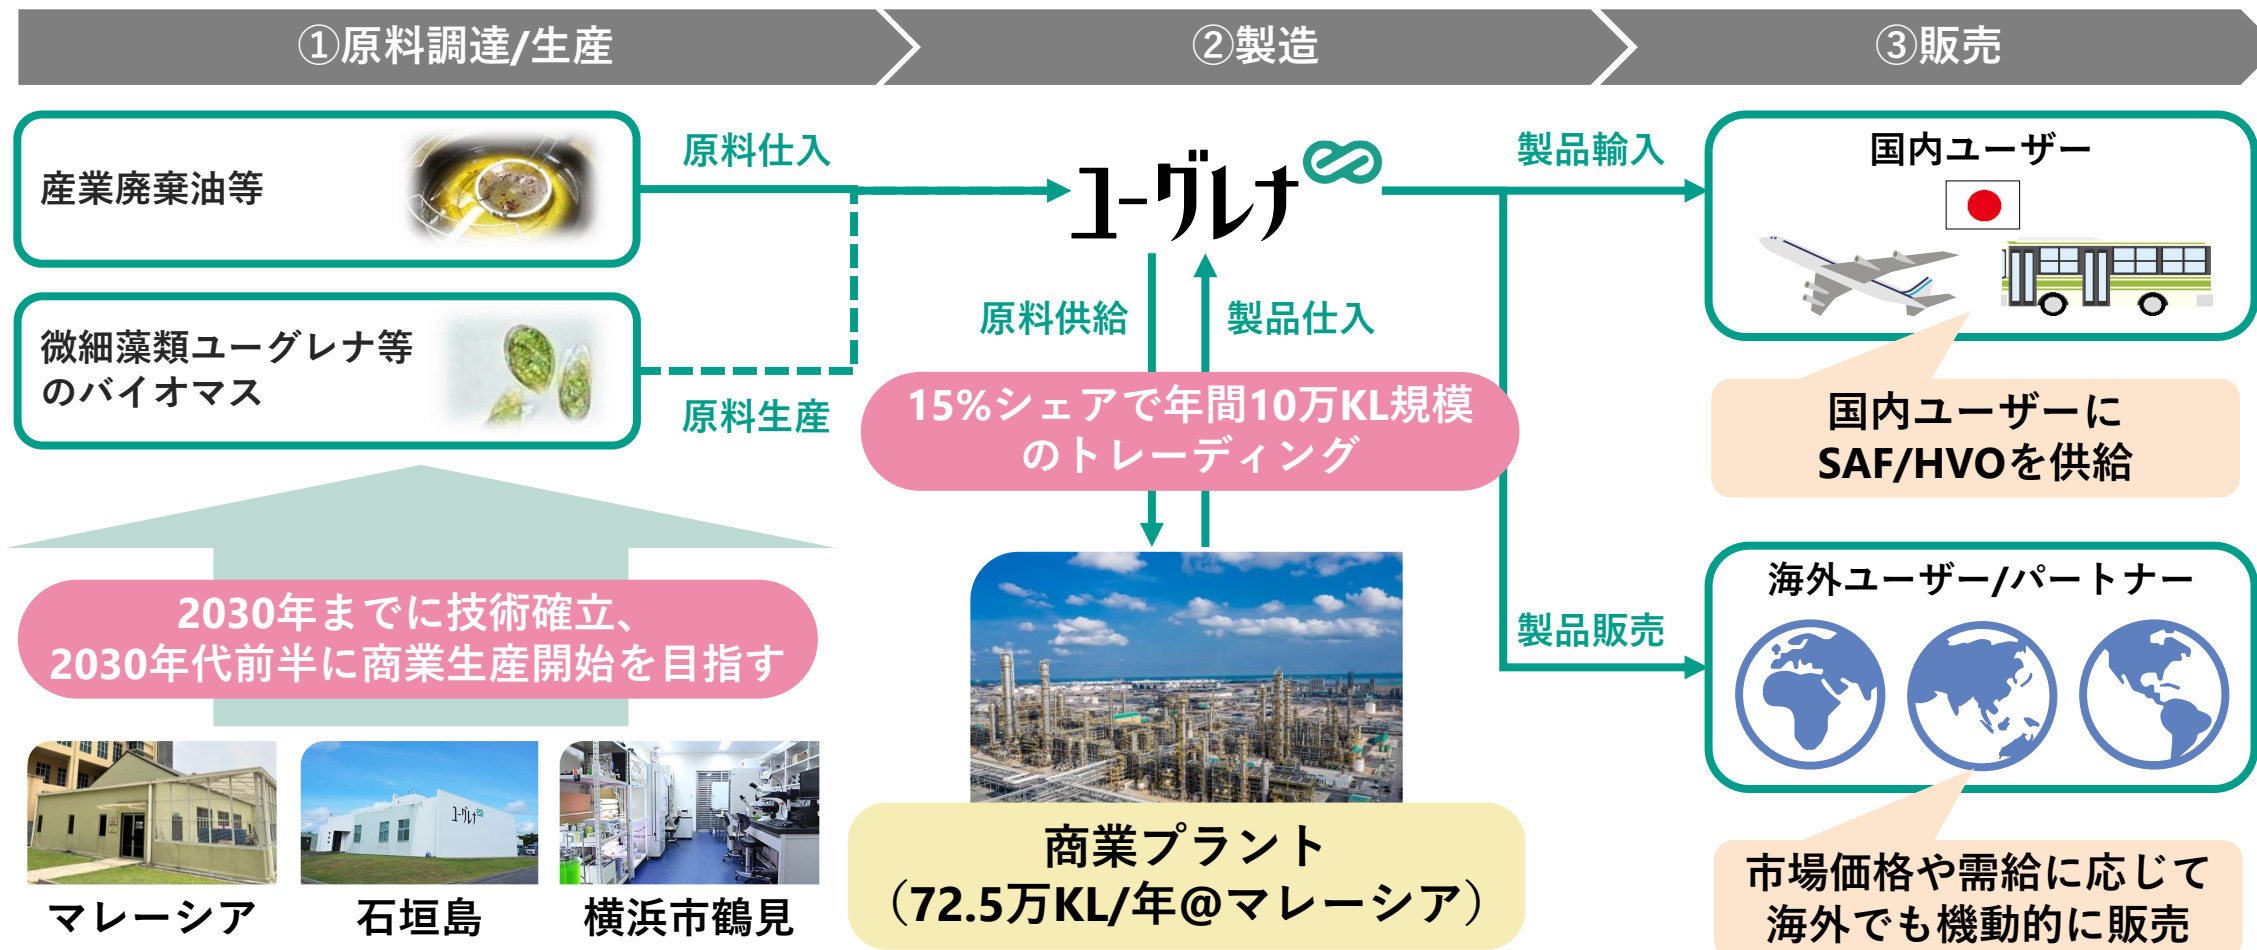 ①原料調達/生産
②製造
③販売
産業廃棄油等
原料仕入
微細藻類ユーグレナ等
のバイオマス
原料生産
2030年までに技術確立、
2030年代前半に商業生産開始を目指す
ユーグレナ
マレーシア
石垣島
横浜市鶴見
ユーグレナ
原料供給
製品仕入
15%シェアで年間10万KL規模
のトレーディング
商業プラント
（72.5万KL/年@マレーシア）
製品輸入
国内ユーザー
国内ユーザーに
SAF/HVOを供給
製品販売
海外ユーザー/パートナー
市場価格や需給に応じて
海外でも機動的に販売